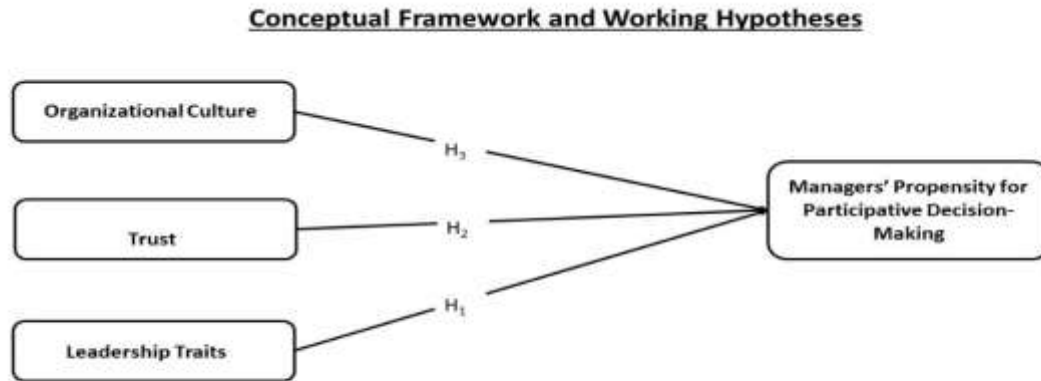 Conceptual Framework and Working Hypotheses
Organizational Culture
H₃
Managers' Propensity for
Participative Decision-
Making
Trust
H₂
H₁
Leadership Traits